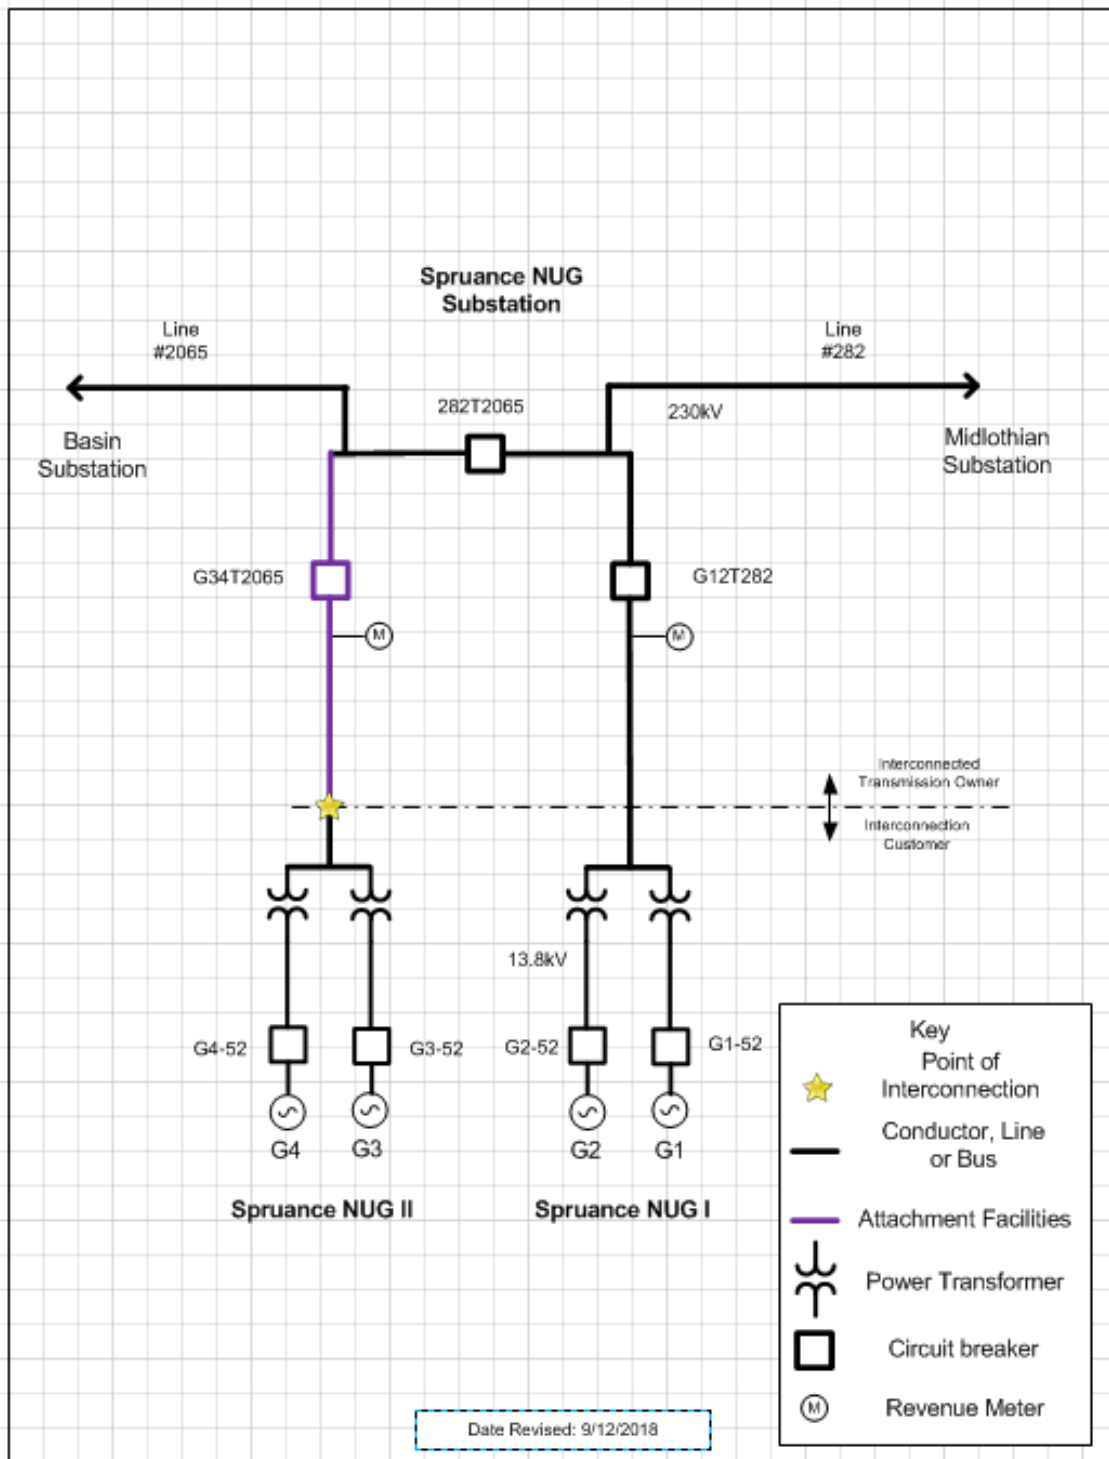 Spruance NUG
Substation
Line
#2065
Line
#282
282T2065
230kV
Basin
Substation
Midlothian
Substation
G34T2065
G12T282
M
M
Interconnected
Transmission Owner
Interconnection
Customer
13.8kV
G4-52
G3-52
G2-52
G1-52
G4
G3
G2
G1
Spruance NUG II
Spruance NUG I
Key
Point of
Interconnection
Conductor, Line
or Bus
Attachment Facilities
Power Transformer
Circuit breaker
M
Revenue Meter
Date Revised: 9/12/2018